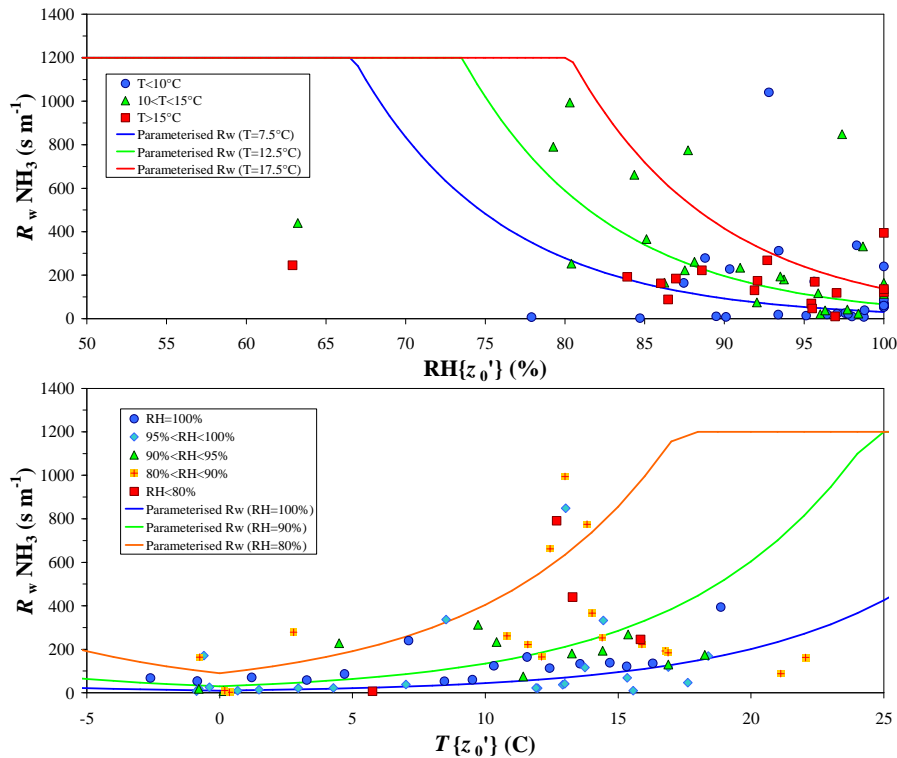 1400
1200
1000
800
600
400
200
0
R_w NH₃ (s m⁻¹)
T<10°C
10<T<15°C
T>15°C
Parameterised Rw (T=7.5°C)
Parameterised Rw (T=12.5°C)
Parameterised Rw (T=17.5°C)
50 55 60 65 70 75 80 85 90 95 100
RH{z₀'} (%)
1400
1200
1000
800
600
400
200
0
R_w NH₃ (s m⁻¹)
RH=100%
95%<RH<100%
90%<RH<95%
80%<RH<90%
RH<80%
Parameterised Rw (RH=100%)
Parameterised Rw (RH=90%)
Parameterised Rw (RH=80%)
-5 0 5 10 15 20 25
T{z₀'} (C)